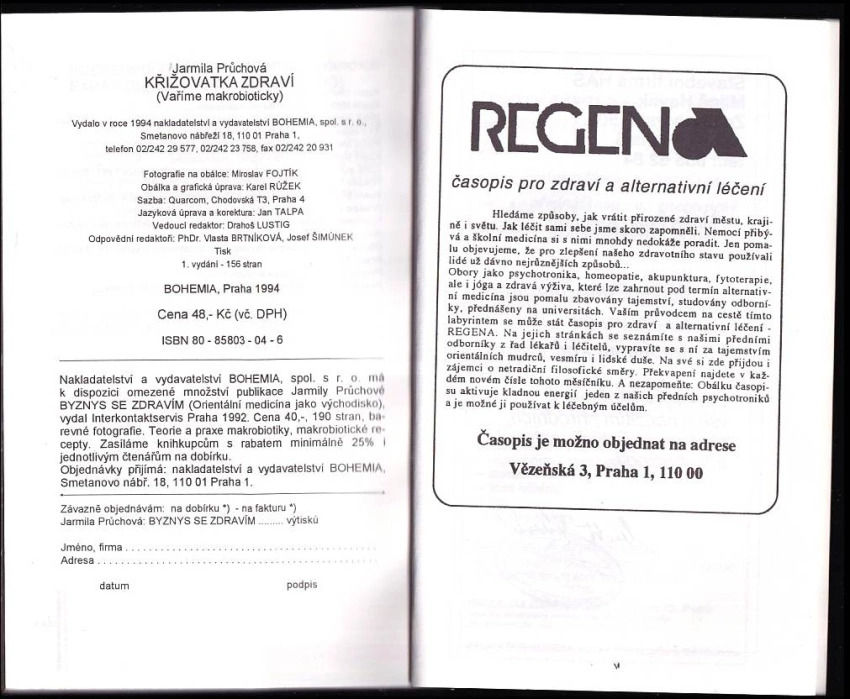 Jarmila Průchová
KŘIŽOVATKA ZDRAVÍ
(Vaříme makrobioticky)
Vydalo v roce 1994 nakladatelství a vydavatelství BOHEMIA, spol. s r. o.,
Smetanovo nábřeží 18, 110 01 Praha 1,
telefon 02/242 29 577, 02/242 23 758, fax 02/242 20 931
Fotografie na obálce: Miroslav FOJTÍK
Obálka a grafická úprava: Karel RŮŽEK
Sazba: Quarcom, Chodovská T3, Praha 4
Jazyková úprava a korektura: Jan TALPA
Vedoucí redaktor: Drahoš LUSTIG
Odpovědní redaktoři: PhDr. Vlasta BRTNÍKOVÁ, Josef ŠIMŮNEK
Tisk
1. vydání - 156 stran
BOHEMIA, Praha 1994
Cena 48,- Kč (vč. DPH)
ISBN 80 - 85803 - 04 - 6
Nakladatelství a vydavatelství BOHEMIA, spol. s r. o. má
k dispozici omezené množství publikace Jarmily Průchové
BYZNYS SE ZDRAVÍM (Orientální medicína jako východisko),
vydal Interkontaktservis Praha 1992. Cena 40,-, 190 stran, ba-
revné fotografie. Teorie a praxe makrobiotiky, makrobiotické re-
cepty. Zasíláme knihkupcům s rabatem minimálně 25% i
jednotlivým čtenářům na dobírku.
Objednávky přijímá: nakladatelství a vydavatelství BOHEMIA,
Smetanovo nábř. 18, 110 01 Praha 1.
Závazně objednávám: na dobírku *) - na fakturu *)
Jarmila Průchová: BYZNYS SE ZDRAVÍM ......... výtisků
Jméno, firma . . . . . . . . . . . . . . . . . . . . . . . . . . . . . . . . . . . .
Adresa . . . . . . . . . . . . . . . . . . . . . . . . . . . . . . . . . . . . . . . .
datum podpis
REGENA
časopis pro zdraví a alternativní léčení
Hledáme způsoby, jak vrátit přirozené zdraví městu, kraji-
ně i světu. Jak léčit sami sebe jsme skoro zapomněli. Nemocí přibý-
vá a školní medicína si s nimi mnohdy nedokáže poradit. Jen poma-
lu objevujeme, že pro zlepšení našeho zdravotního stavu používali
lidé už dávno nejrůznějších způsobů...
Obory jako psychotronika, homeopatie, akupunktura, fytoterapie,
ale i jóga a zdravá výživa, které lze zahrnout pod termín alternativ-
ní medicína jsou pomalu zbavovány tajemství, studovány odborní-
ky, přednášeny na universitách. Vaším průvodcem na cestě tímto
labyrintem se může stát časopis pro zdraví a alternativní léčení -
REGENA. Na jejich stránkách se seznámíte s našimi předními
odborníky z řad lékařů i léčitelů, vypravíte se s ní za tajemstvím
orientálních mudrců, vesmíru i lidské duše. Na své si zde přijdou i
zájemci o netradiční filosofické směry. Překvapení najdete v kaž-
dém novém čísle tohoto měsíčníku. A nezapomeňte: Obálku časopi-
su aktivuje kladnou energií jeden z našich předních psychotroniků
a je možné ji používat k léčebným účelům.
Časopis je možno objednat na adrese
Vězeňská 3, Praha 1, 110 00